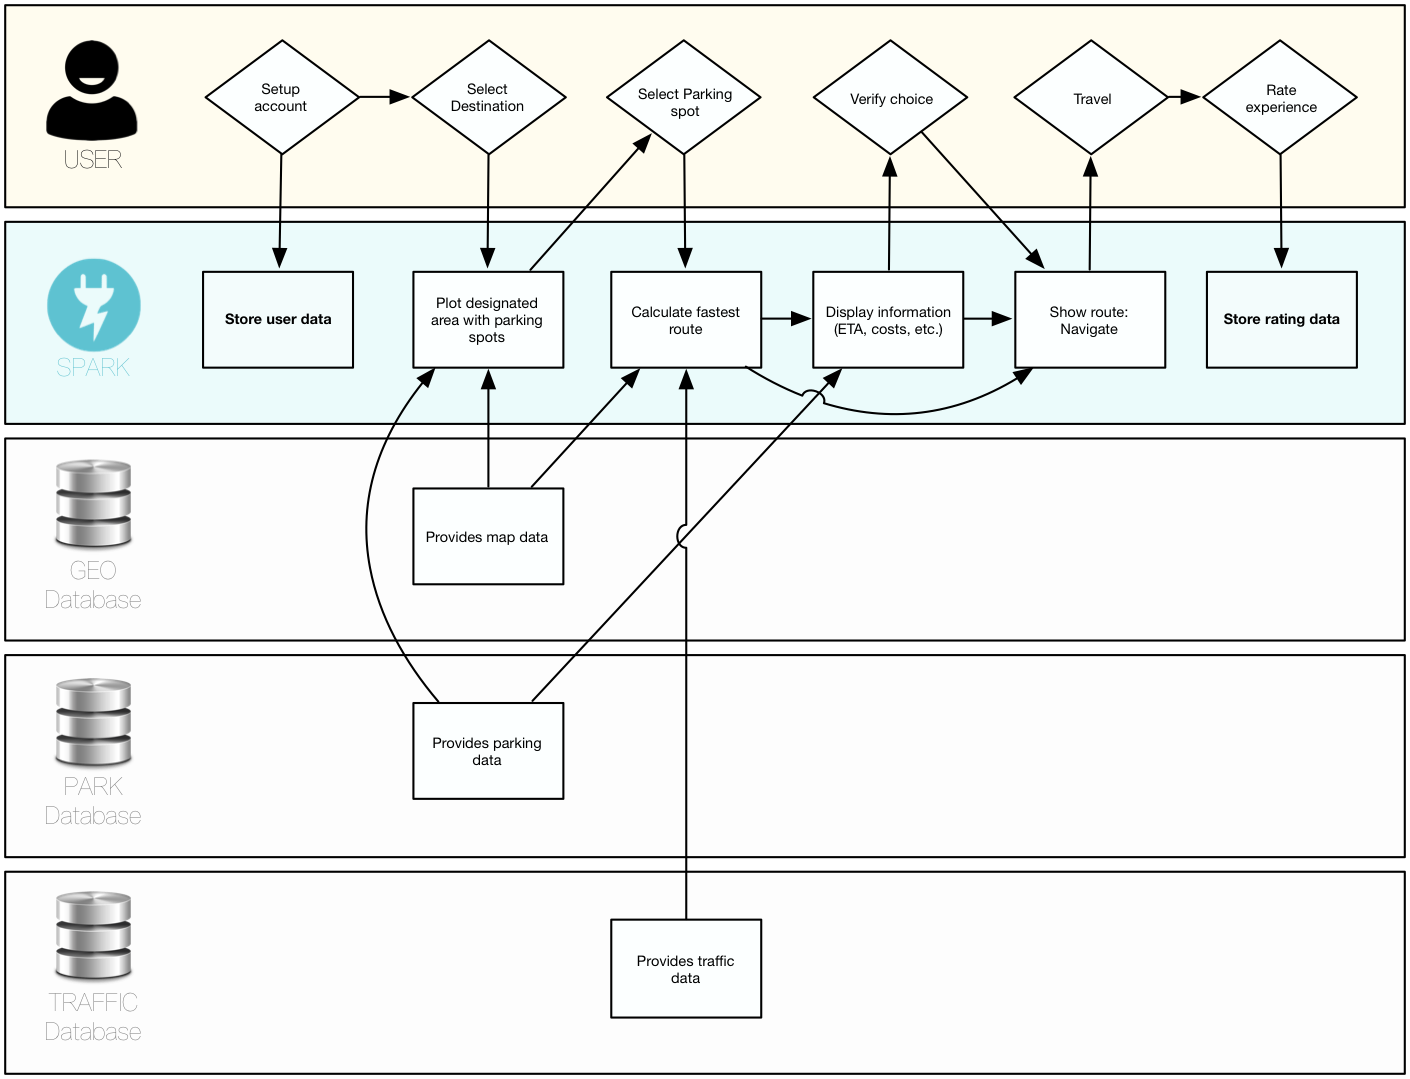 Setup
account
Select
Destination
Select Parking
spot
Verify choice
Travel
Rate
experience
USER
Store user data
Plot designated
area with parking
spots
Calculate fastest
route
Display information
(ETA, costs, etc.)
Show route:
Navigate
Store rating data
SPARK
Provides map data
GEO
Database
Provides parking
data
PARK
Database
Provides traffic
data
TRAFFIC
Database